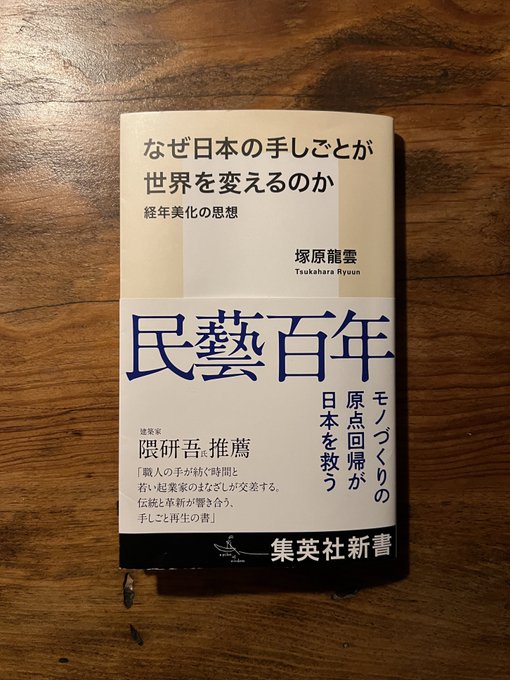 なぜ日本の手しごとが
世界を変えるのか
経年美化の思想
塚原龍雲
Tsukahara Ryuun
民藝百年
モノづくりの
原点回帰が
日本を救う
建築家
隈研吾氏推薦
「職人の手が紡ぐ時間と
若い起業家のまなざしが交差する。
伝統と革新が響き合う、
手しごと再生の書」
a pilot of wisdom
集英社新書